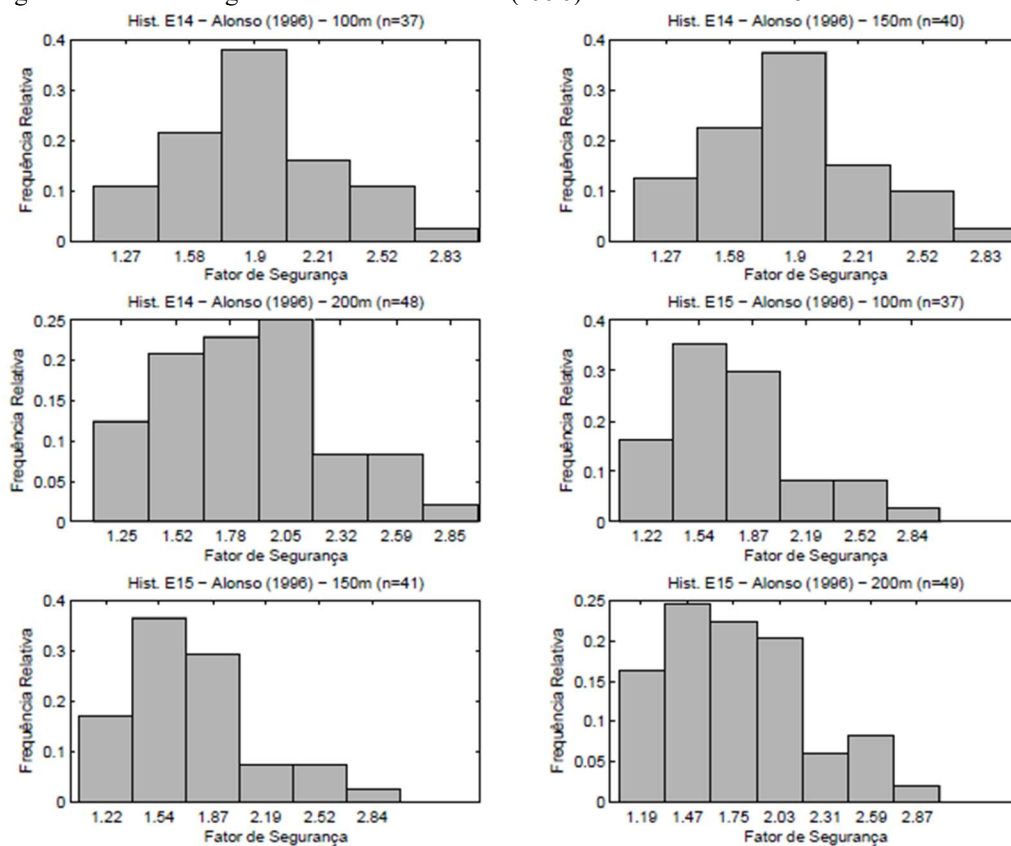 Hist. E14 – Alonso (1996) – 100m (n=37)
Frequência Relativa
0.4
0.3
0.2
0.1
0
1.27 1.58 1.9 2.21 2.52 2.83
Fator de Segurança
Hist. E14 – Alonso (1996) – 150m (n=40)
Frequência Relativa
0.4
0.3
0.2
0.1
0
1.27 1.58 1.9 2.21 2.52 2.83
Fator de Segurança
Hist. E14 – Alonso (1996) – 200m (n=48)
Frequência Relativa
0.25
0.2
0.15
0.1
0.05
0
1.25 1.52 1.78 2.05 2.32 2.59 2.85
Fator de Segurança
Hist. E15 – Alonso (1996) – 100m (n=37)
Frequência Relativa
0.4
0.3
0.2
0.1
0
1.22 1.54 1.87 2.19 2.52 2.84
Fator de Segurança
Hist. E15 – Alonso (1996) – 150m (n=41)
Frequência Relativa
0.4
0.3
0.2
0.1
0
1.22 1.54 1.87 2.19 2.52 2.84
Fator de Segurança
Hist. E15 – Alonso (1996) – 200m (n=49)
Frequência Relativa
0.25
0.2
0.15
0.1
0.05
0
1.19 1.47 1.75 2.03 2.31 2.59 2.87
Fator de Segurança